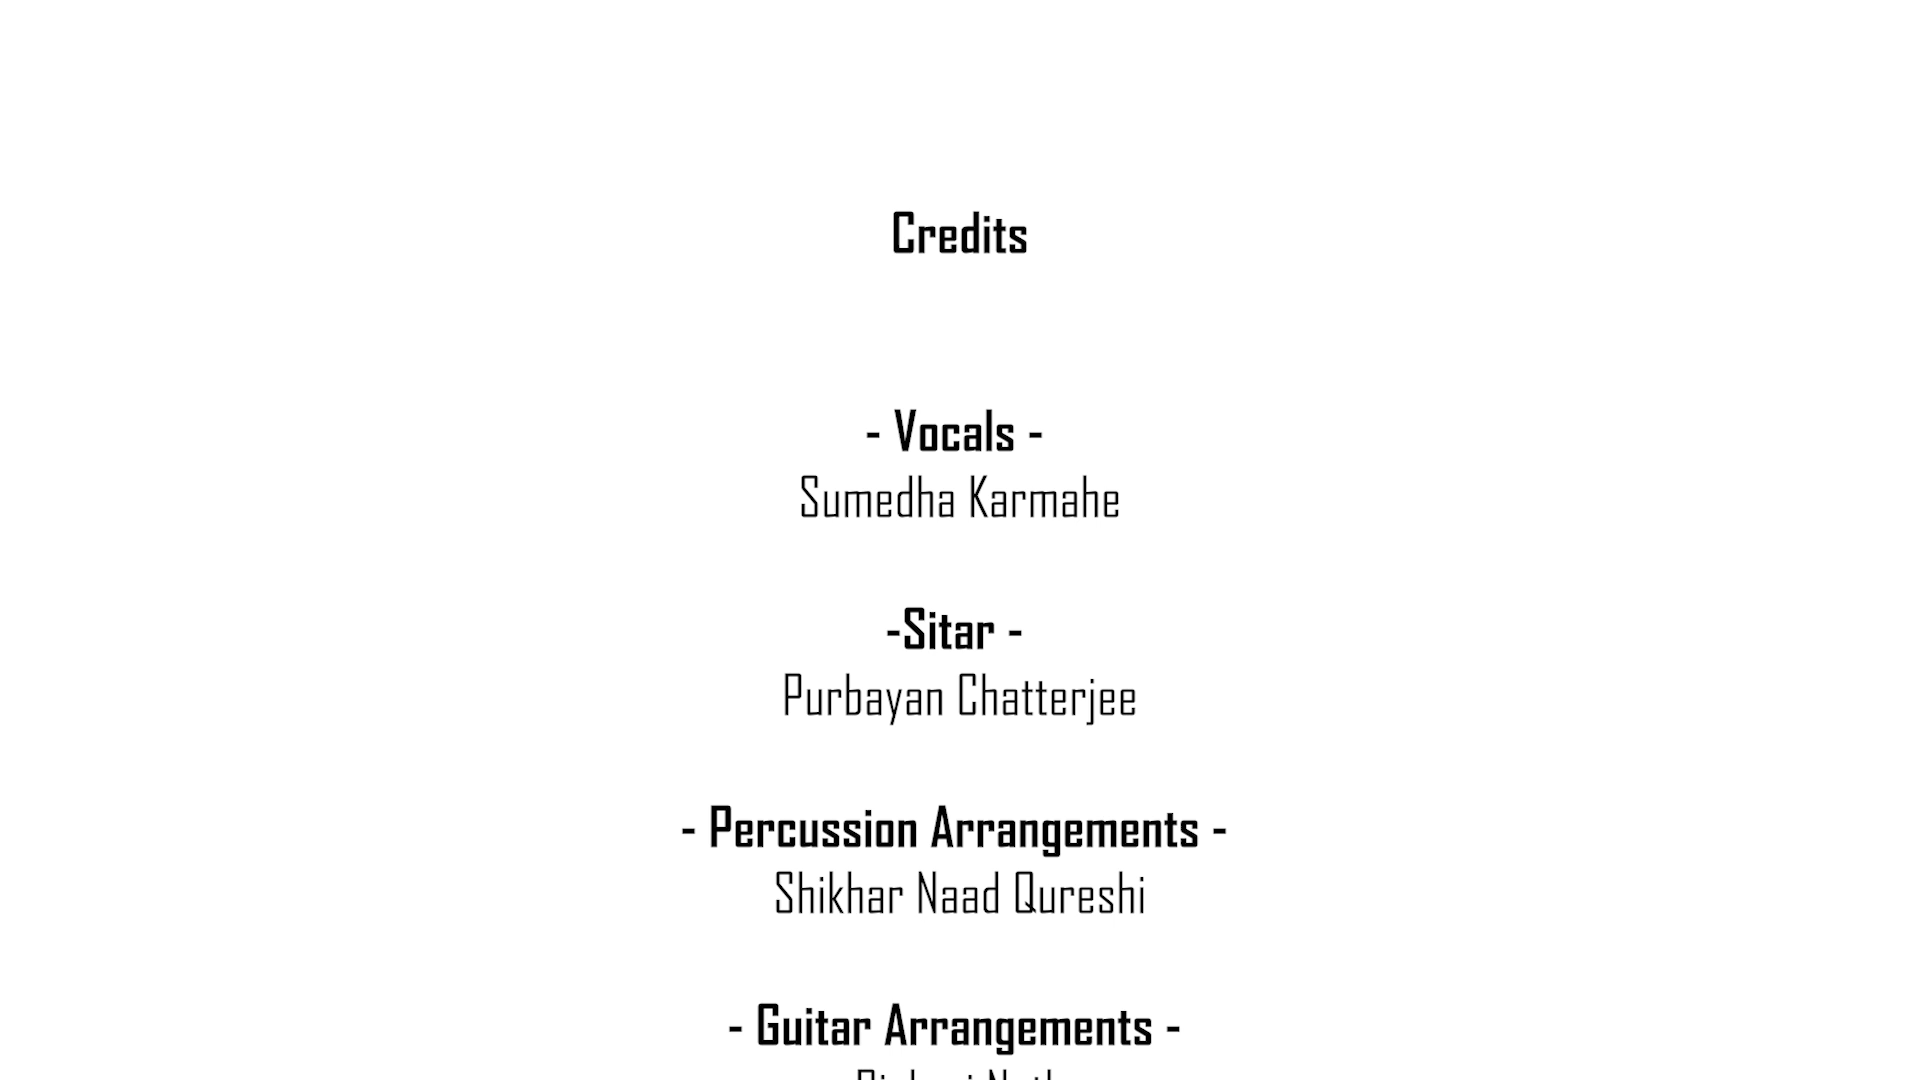 Credits
- Vocals -
Sumedha Karmahe
-Sitar -
Purbayan Chatterjee
- Percussion Arrangements -
Shikhar Naad Qureshi
- Guitar Arrangements -